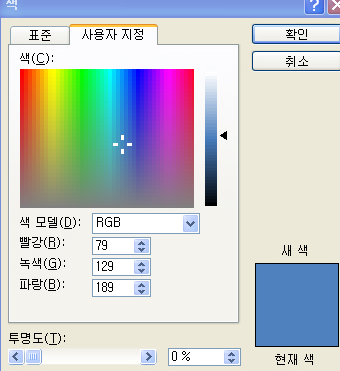 색
표준 사용자 지정
확인
취소
색(C):
색 모델(D): RGB
빨강(R): 79
녹색(G): 129
파랑(B): 189
새 색
현재 색
투명도(T):
0 %